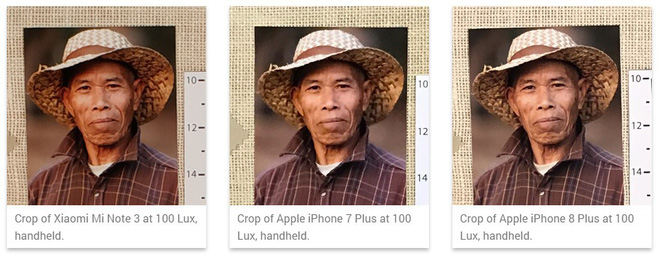 10
12
14
Crop of Xiaomi Mi Note 3 at 100 Lux,
handheld.
10
12
14
Crop of Apple iPhone 7 Plus at 100
Lux, handheld.
10
12
14
Crop of Apple iPhone 8 Plus at 100
Lux, handheld.